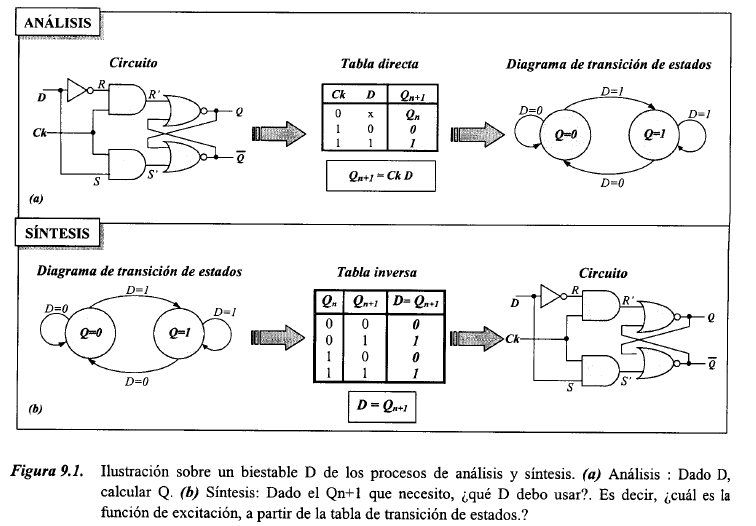 ANÁLISIS
Circuito
Tabla directa
Diagrama de transición de estados
D
R
R'
Q
Ck
S
S'
Q̅
Ck D Qn+1
0 x Qn
1 0 0
1 1 1
Qn+1 = Ck D
D=1
D=0
Q=0
Q=1
D=1
D=0
(a)
SÍNTESIS
Diagrama de transición de estados
Tabla inversa
Circuito
D=1
D=0
Q=0
Q=1
D=1
D=0
Qn Qn+1 D= Qn+1
0 0 0
0 1 1
1 0 0
1 1 1
D = Qn+1
D
R
R'
Q
Ck
S
S'
Q̅
(b)
Figura 9.1. Ilustración sobre un biestable D de los procesos de análisis y síntesis. (a) Análisis : Dado D,
calcular Q. (b) Síntesis: Dado el Qn+1 que necesito, ¿qué D debo usar?. Es decir, ¿cuál es la
función de excitación, a partir de la tabla de transición de estados.?